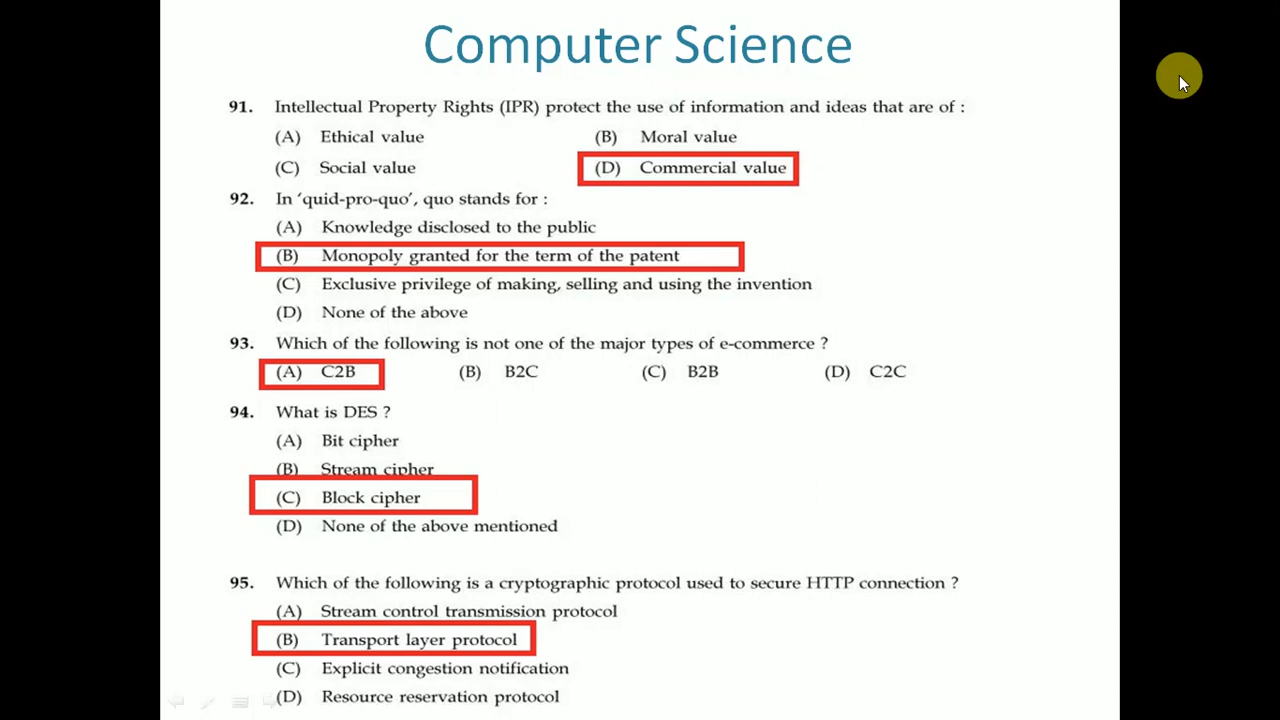 Computer Science
91. Intellectual Property Rights (IPR) protect the use of information and ideas that are of :
(A) Ethical value (B) Moral value
(C) Social value (D) Commercial value
92. In ‘quid-pro-quo’, quo stands for :
(A) Knowledge disclosed to the public
(B) Monopoly granted for the term of the patent
(C) Exclusive privilege of making, selling and using the invention
(D) None of the above
93. Which of the following is not one of the major types of e-commerce ?
(A) C2B (B) B2C (C) B2B (D) C2C
94. What is DES ?
(A) Bit cipher
(B) Stream cipher
(C) Block cipher
(D) None of the above mentioned
95. Which of the following is a cryptographic protocol used to secure HTTP connection ?
(A) Stream control transmission protocol
(B) Transport layer protocol
(C) Explicit congestion notification
(D) Resource reservation protocol